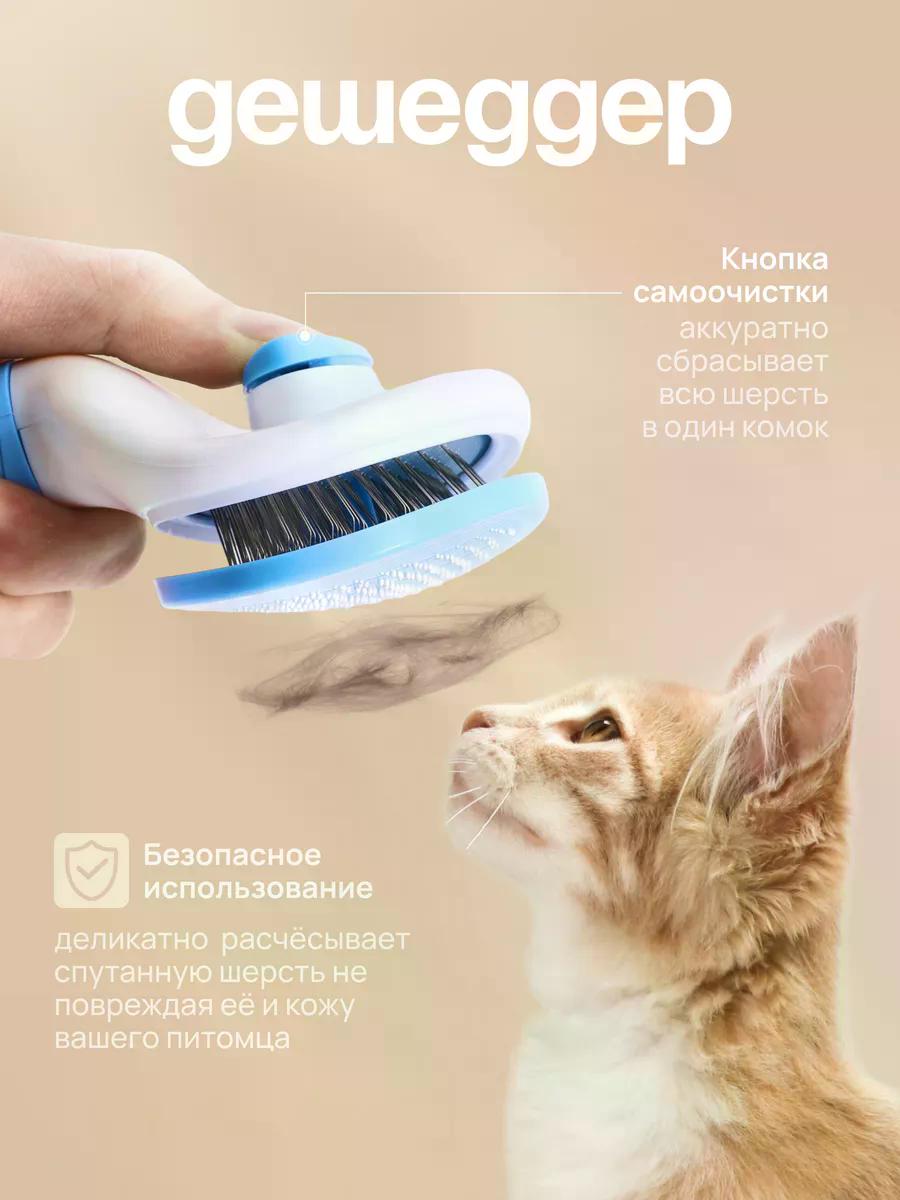 дешеддер
Кнопка
самоочистки
аккуратно
сбрасывает
всю шерсть
в один комок
Безопасное
использование
деликатно расчёсывает
спутанную шерсть не
повреждая её и кожу
вашего питомца